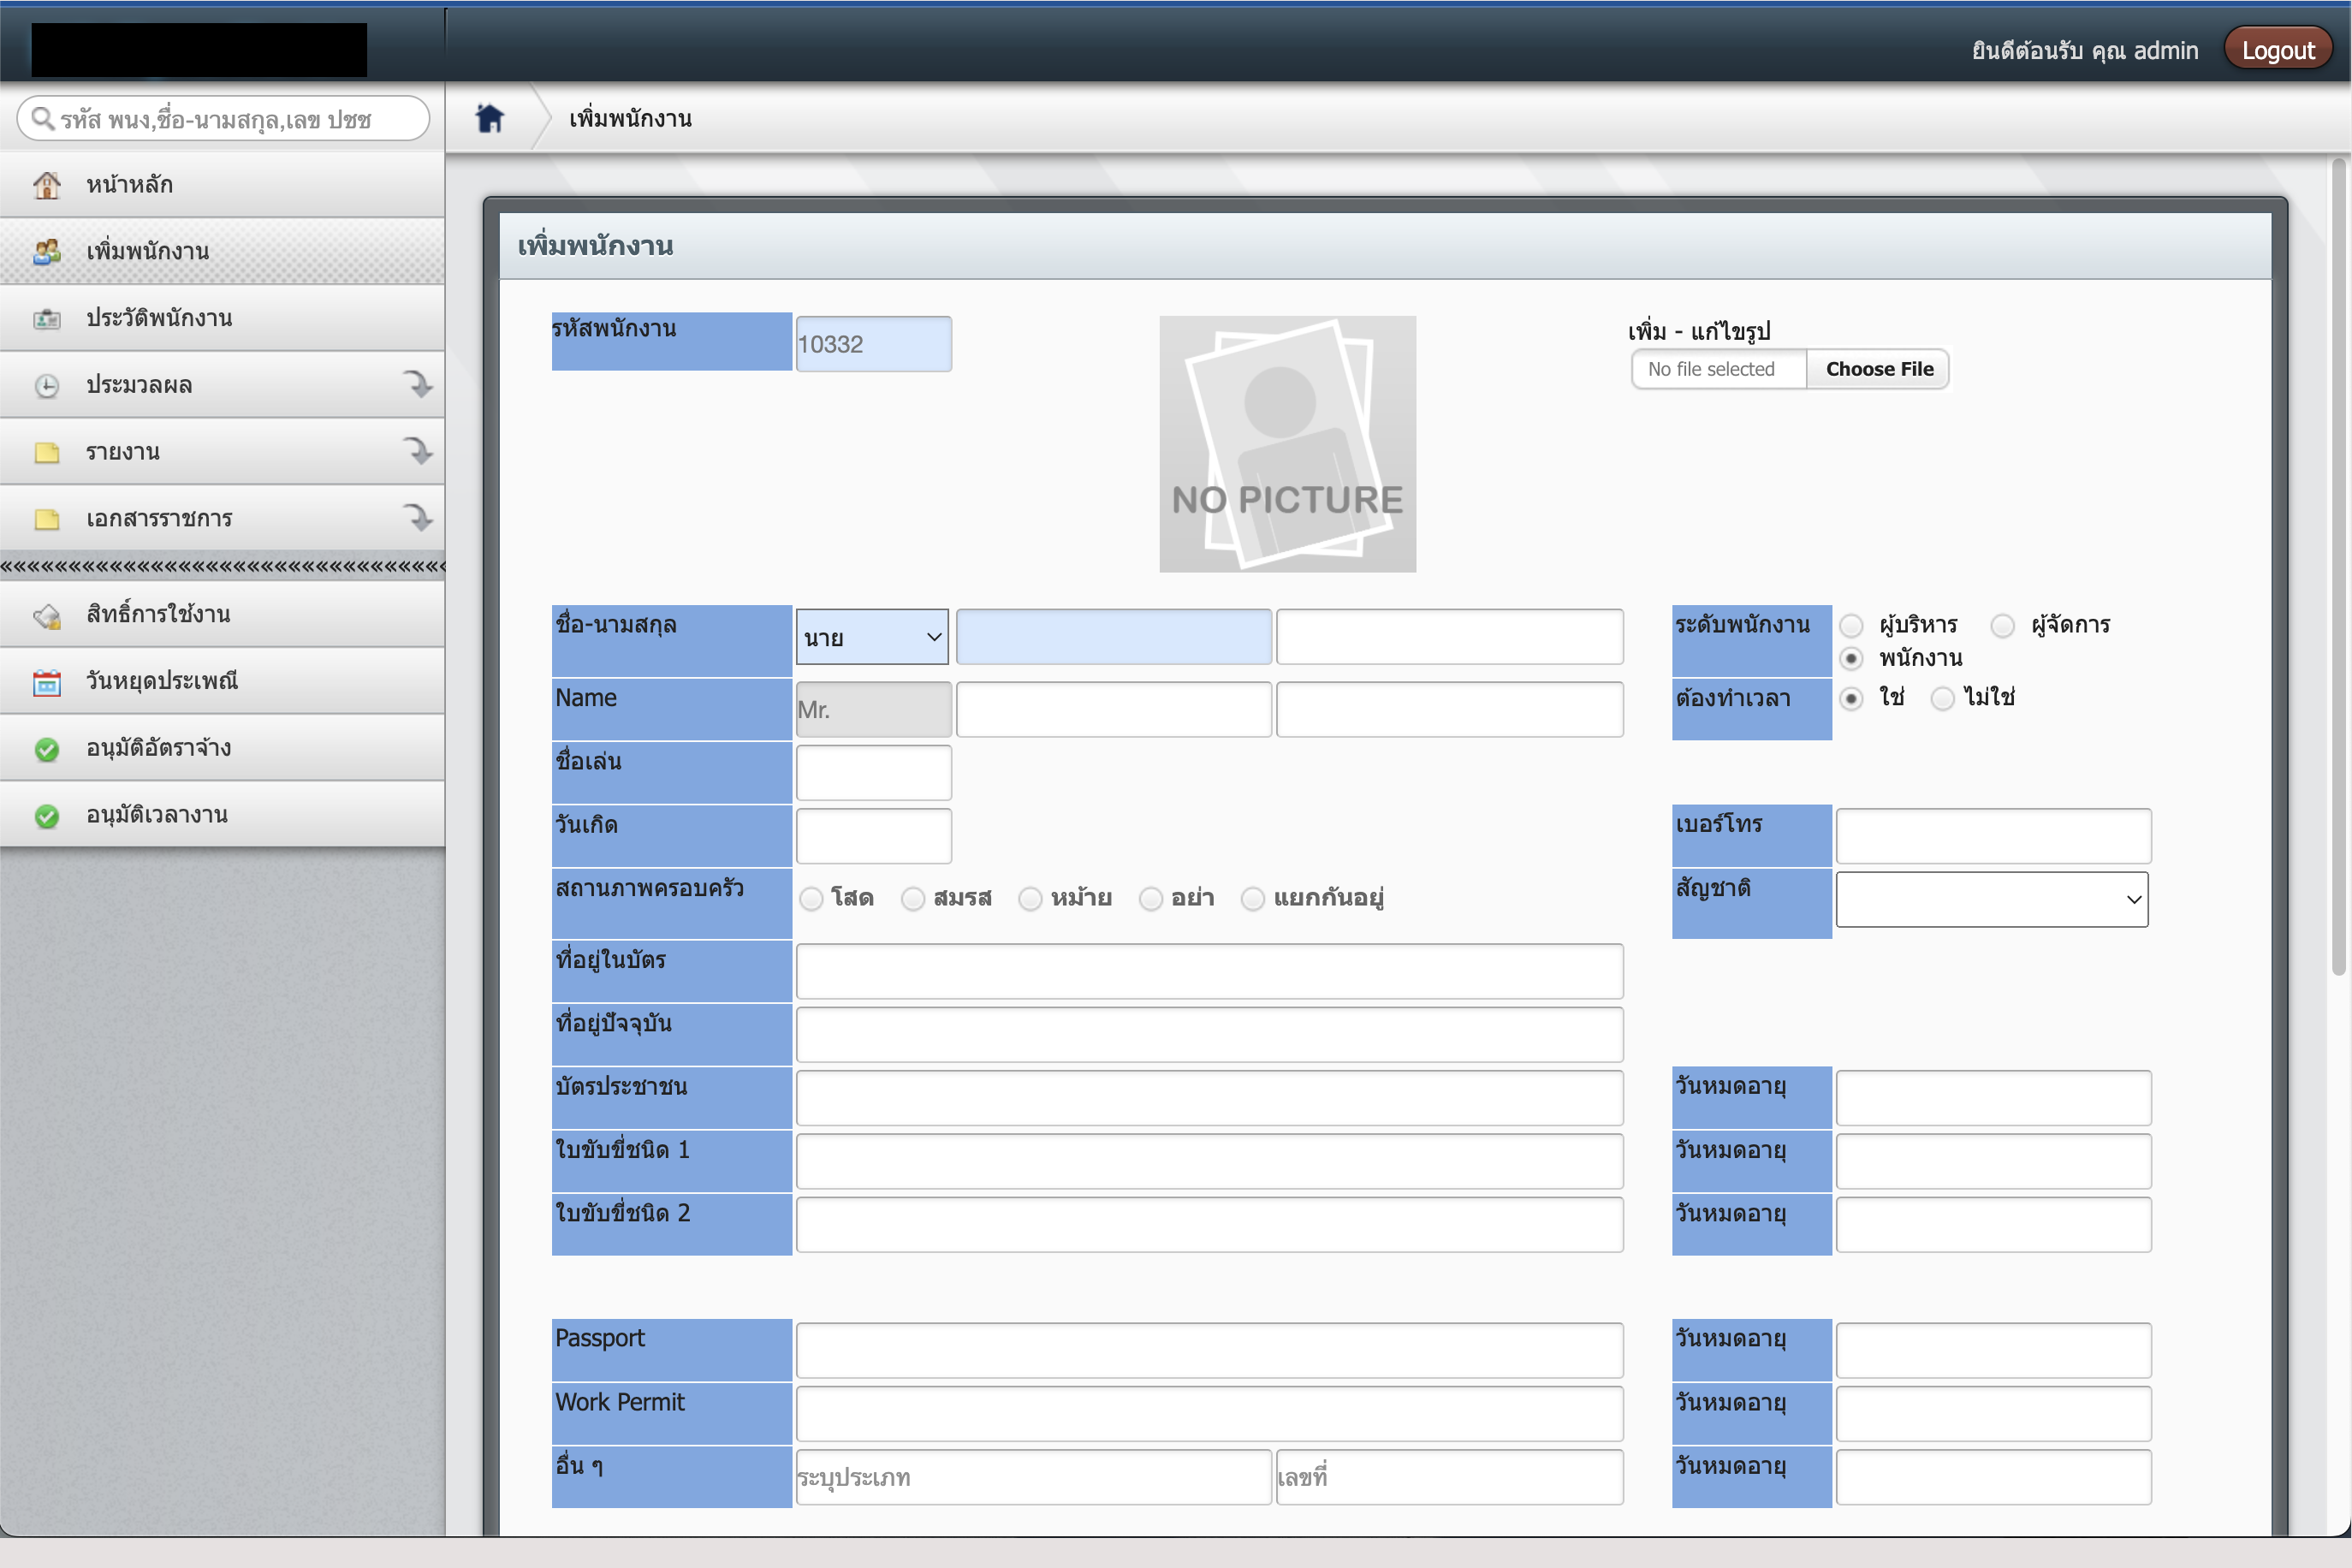 ยินดีต้อนรับ คุณ admin Logout
รหัส พนง,ชื่อ-นามสกุล,เลข ปชช
เพิ่มพนักงาน
หน้าหลัก
เพิ่มพนักงาน
ประวัติพนักงาน
ประมวลผล
รายงาน
เอกสารราชการ
«««««««««««««««««««««««««««««««««
สิทธิ์การใช้งาน
วันหยุดประเพณี
อนุมัติอัตราจ้าง
อนุมัติเวลางาน
เพิ่มพนักงาน
รหัสพนักงาน 10332
NO PICTURE
เพิ่ม - แก้ไขรูป
No file selected Choose File
ชื่อ-นามสกุล นาย ระดับพนักงาน ผู้บริหาร ผู้จัดการ
พนักงาน
Name Mr. ต้องทำเวลา ใช่ ไม่ใช่
ชื่อเล่น
วันเกิด เบอร์โทร
สถานภาพครอบครัว โสด สมรส หม้าย อย่า แยกกันอยู่ สัญชาติ
ที่อยู่ในบัตร
ที่อยู่ปัจจุบัน
บัตรประชาชน วันหมดอายุ
ใบขับขี่ชนิด 1 วันหมดอายุ
ใบขับขี่ชนิด 2 วันหมดอายุ
Passport วันหมดอายุ
Work Permit วันหมดอายุ
อื่น ๆ ระบุประเภท เลขที่ วันหมดอายุ